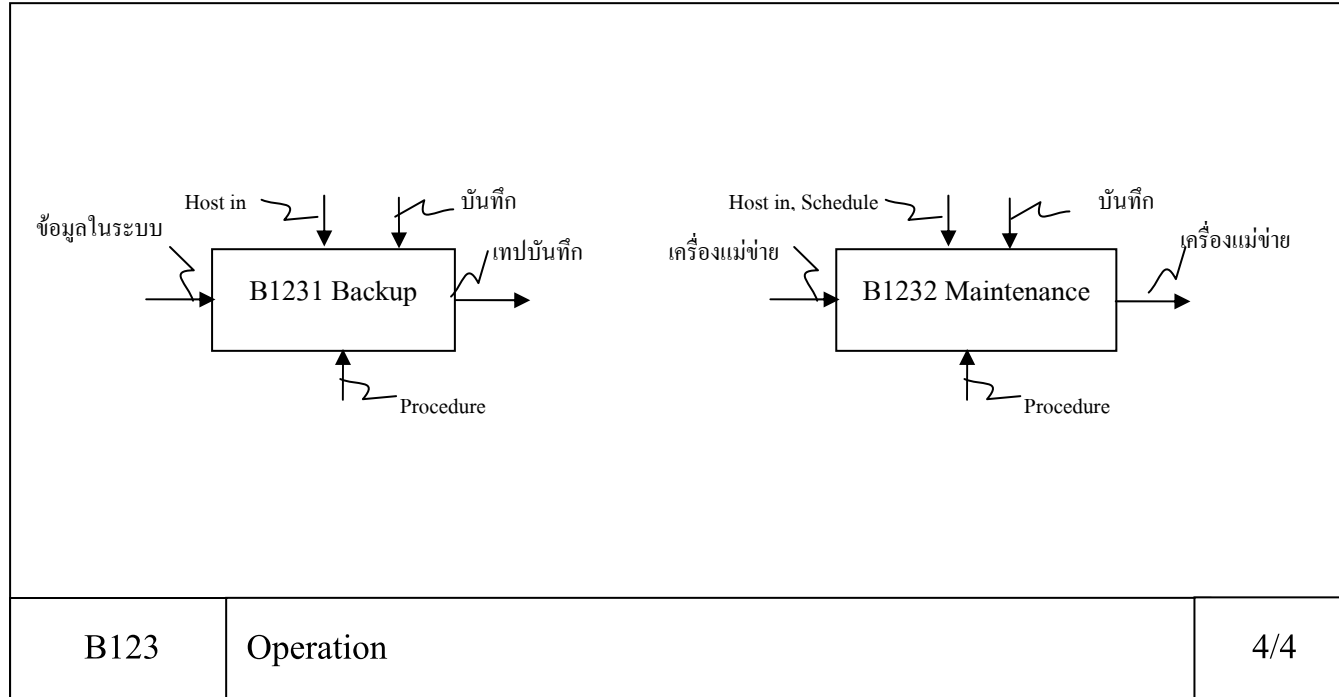 Host in
บันทึก
ข้อมูลในระบบ
เทปบันทึก
B1231 Backup
Procedure
Host in, Schedule
บันทึก
เครื่องแม่ข่าย
เครื่องแม่ข่าย
B1232 Maintenance
Procedure
B123
Operation
4/4